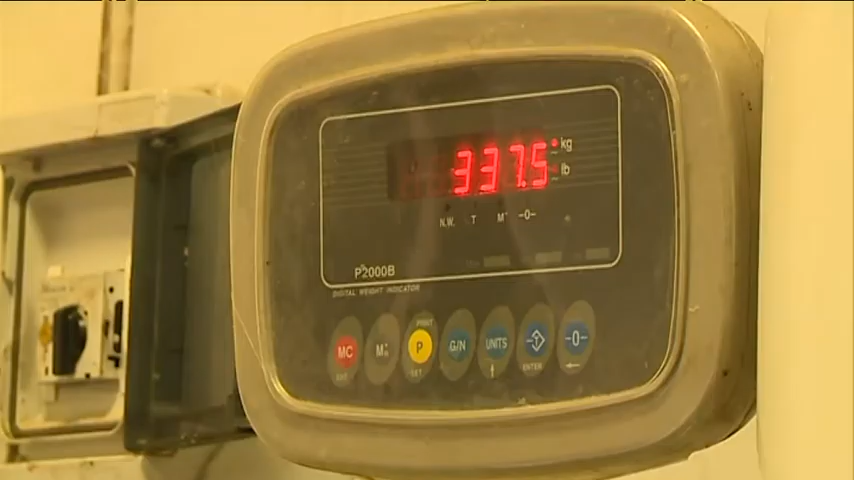 337.5 kg
lb
N.W. T M+ -0-
P2000B
DIGITAL WEIGHT INDICATOR
PRINT
MC M+ P G/N UNITS T -0-
SET ENTER